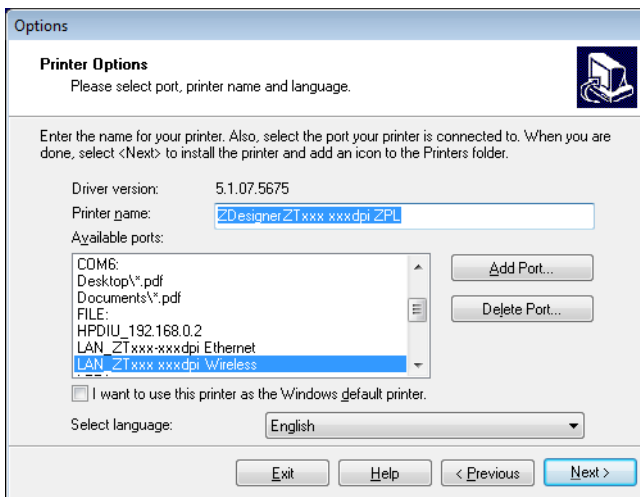 Options
Printer Options
Please select port, printer name and language.
Enter the name for your printer. Also, select the port your printer is connected to. When you are
done, select <Next> to install the printer and add an icon to the Printers folder.
Driver version: 5.1.07.5675
Printer name: ZDesignerZTxxx xxxdpi ZPL
Available ports:
COM6:
Desktop\*.pdf
Documents\*.pdf
FILE:
HPDIU_192.168.0.2
LAN_ZTxxx-xxxdpi Ethernet
LAN_ZTxxx xxxdpi Wireless
Add Port...
Delete Port...
I want to use this printer as the Windows default printer.
Select language: English
Exit Help < Previous Next >